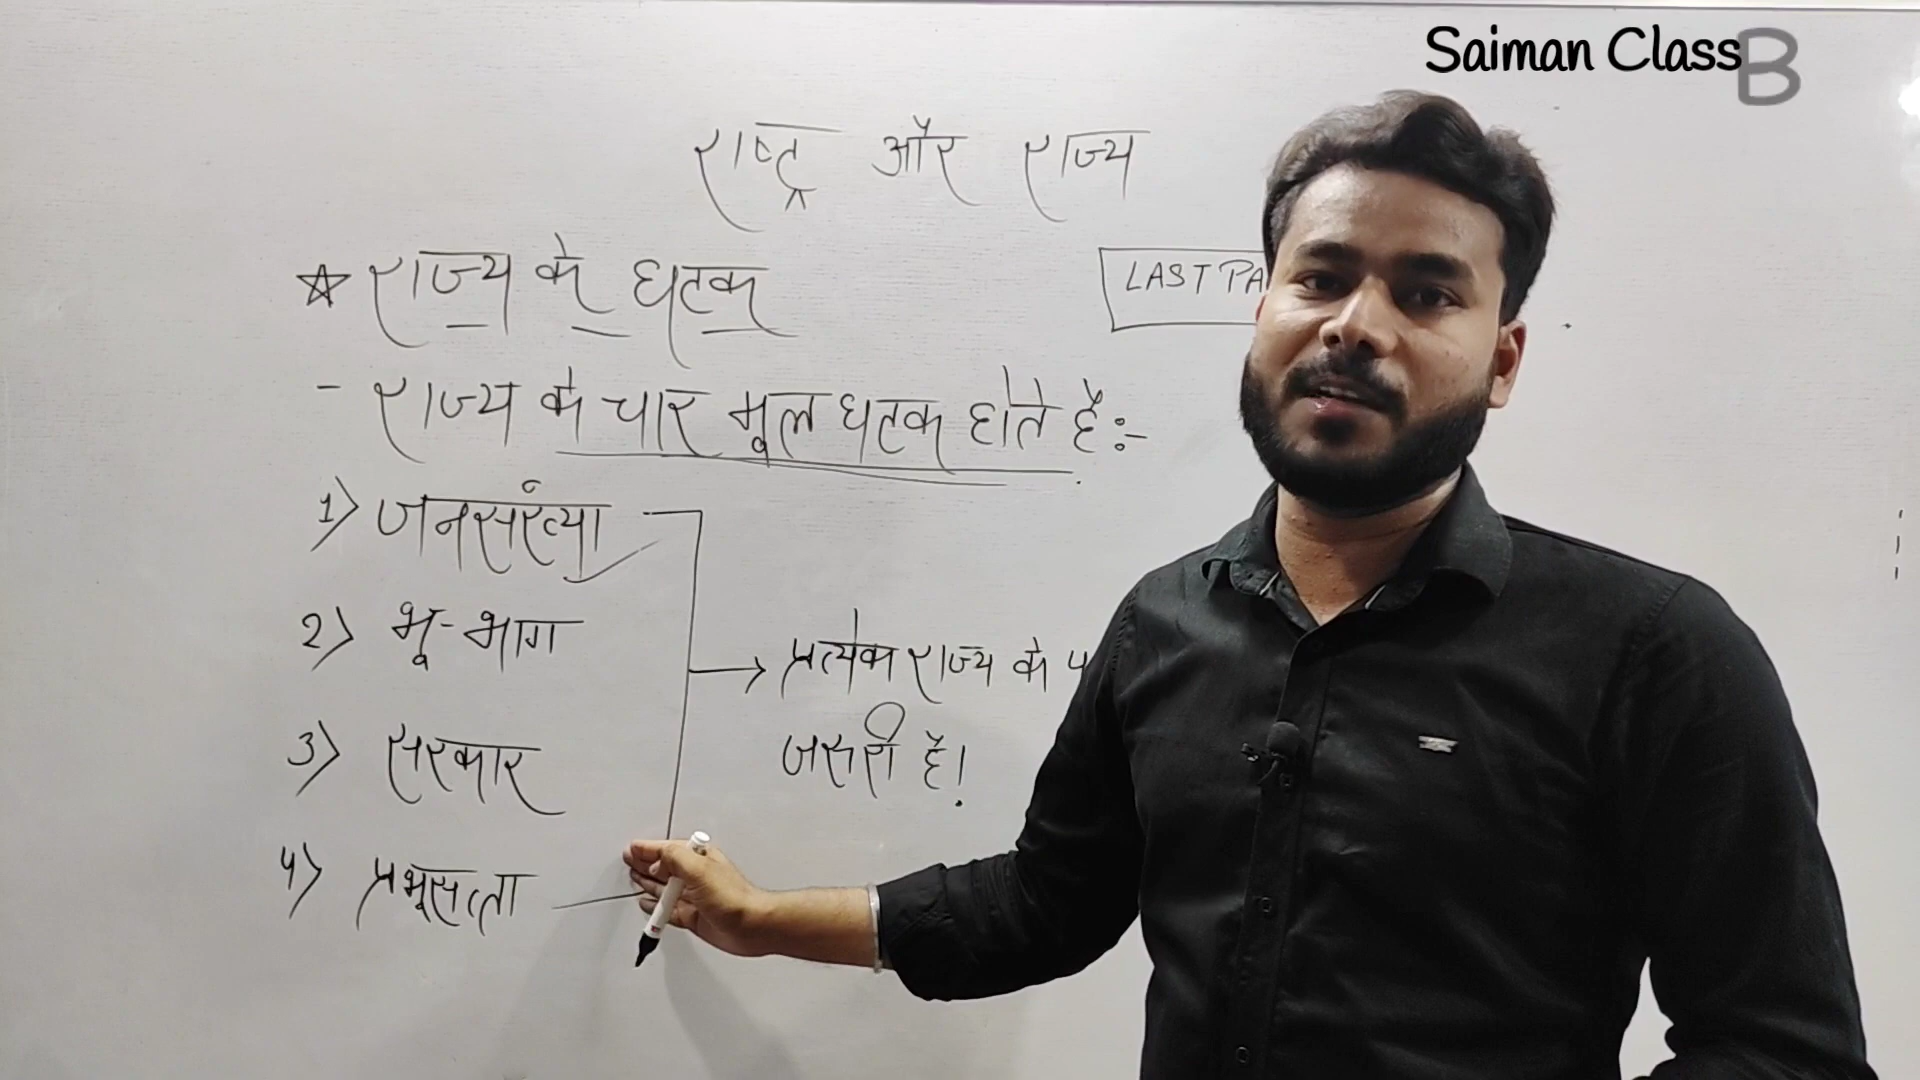 Saiman Class B
राष्ट्र और राज्य
☆ राज्य के घटक
LAST PA
- राज्य के चार मूल घटक होते हैं:-
1) जनसंख्या
2) भू-भाग
→ प्रत्येक राज्य के
जरुरी है!
3) सरकार
4) प्रभूसत्ता